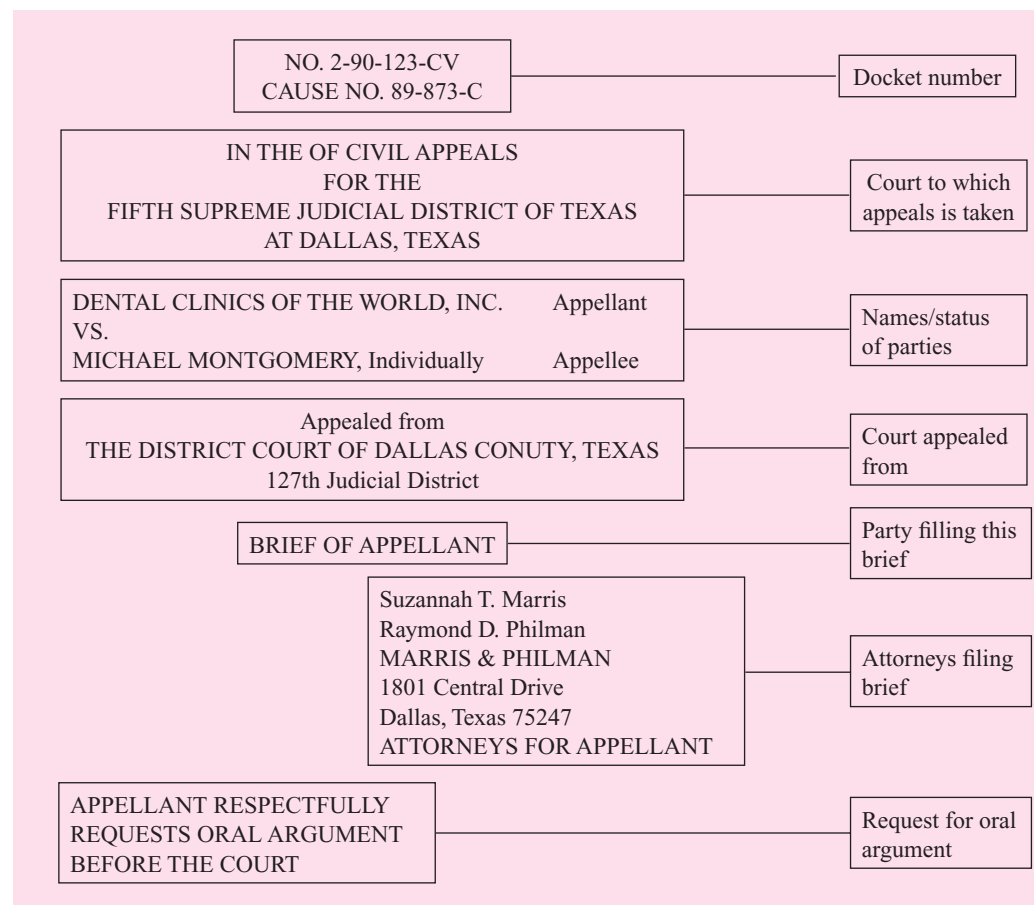 NO. 2-90-123-CV
CAUSE NO. 89-873-C
Docket number
IN THE OF CIVIL APPEALS
FOR THE
FIFTH SUPREME JUDICIAL DISTRICT OF TEXAS
AT DALLAS, TEXAS
Court to which
appeals is taken
DENTAL CLINICS OF THE WORLD, INC. Appellant
VS.
MICHAEL MONTGOMERY, Individually Appellee
Names/status
of parties
Appealed from
THE DISTRICT COURT OF DALLAS CONUTY, TEXAS
127th Judicial District
Court appealed
from
BRIEF OF APPELLANT
Party filling this
brief
Suzannah T. Marris
Raymond D. Philman
MARRIS & PHILMAN
1801 Central Drive
Dallas, Texas 75247
ATTORNEYS FOR APPELLANT
Attorneys filing
brief
APPELLANT RESPECTFULLY
REQUESTS ORAL ARGUMENT
BEFORE THE COURT
Request for oral
argument